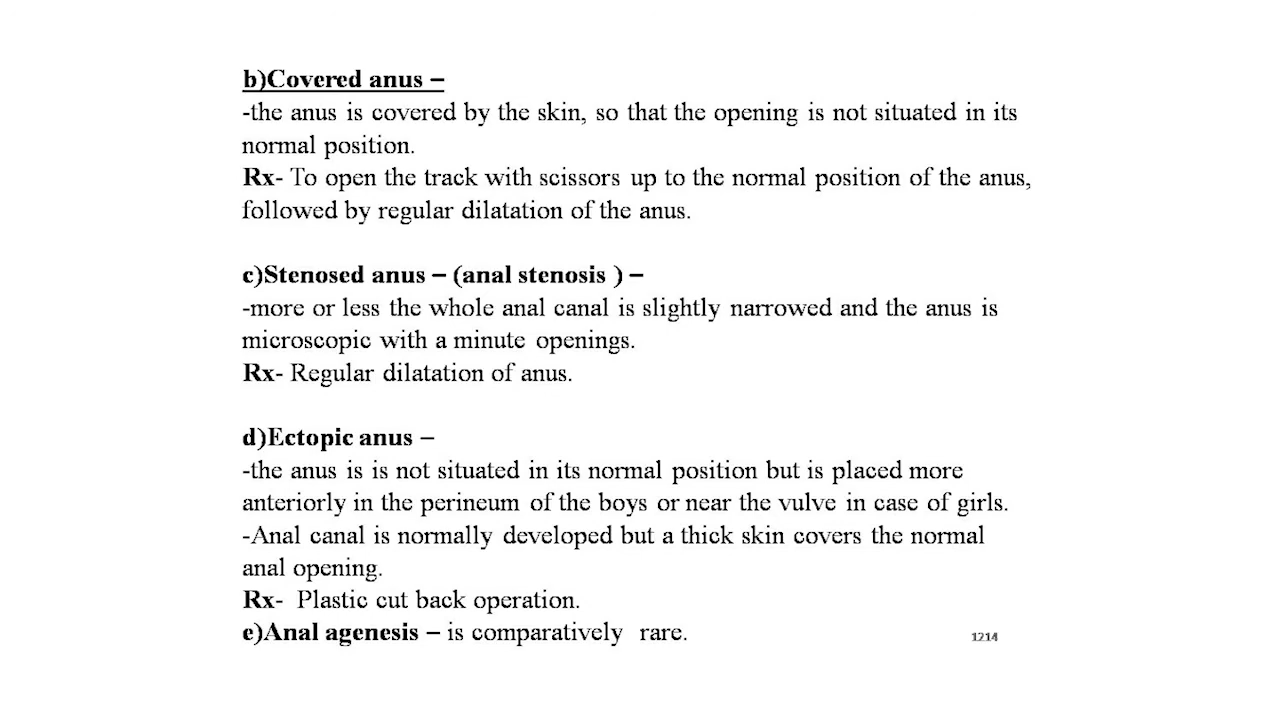 b)Covered anus –
-the anus is covered by the skin, so that the opening is not situated in its
normal position.
Rx- To open the track with scissors up to the normal position of the anus,
followed by regular dilatation of the anus.
c)Stenosed anus – (anal stenosis ) –
-more or less the whole anal canal is slightly narrowed and the anus is
microscopic with a minute openings.
Rx- Regular dilatation of anus.
d)Ectopic anus –
-the anus is is not situated in its normal position but is placed more
anteriorly in the perineum of the boys or near the vulve in case of girls.
-Anal canal is normally developed but a thick skin covers the normal
anal opening.
Rx- Plastic cut back operation.
e)Anal agenesis – is comparatively rare.
1214